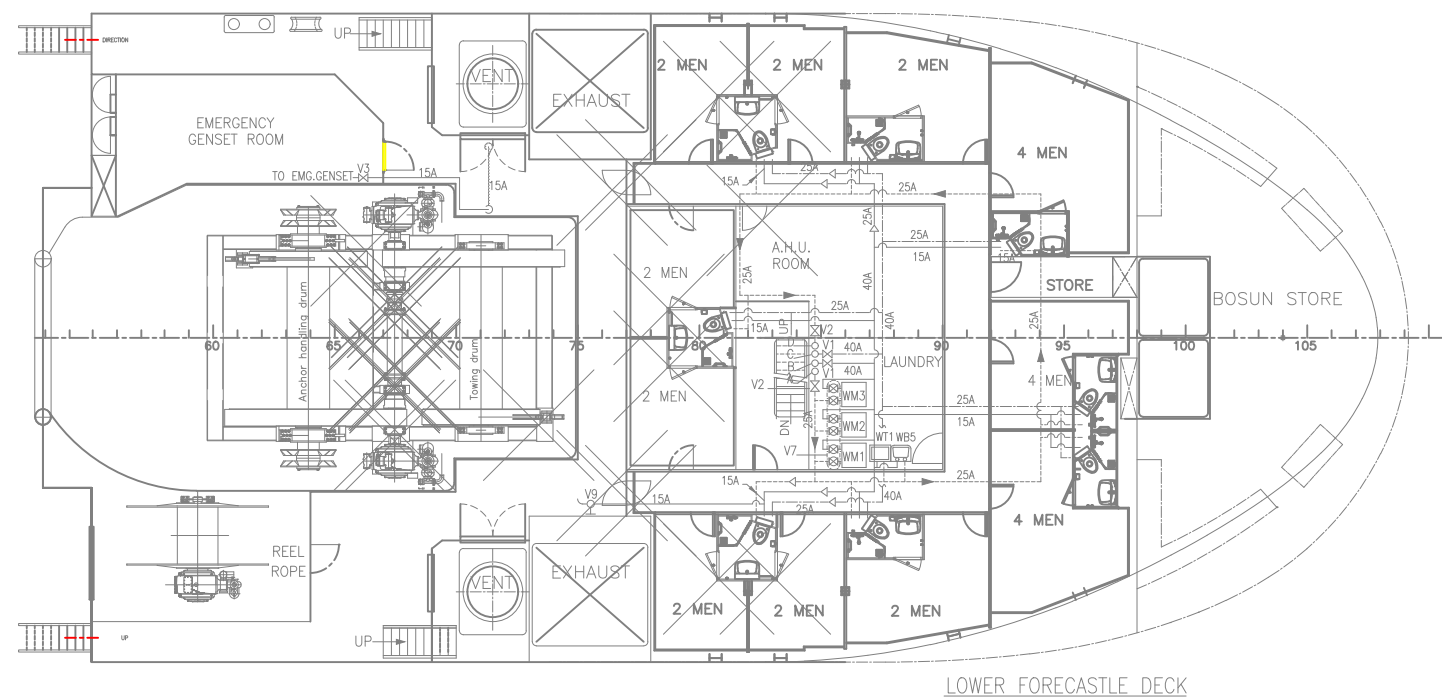 DIRECTION
UP
VENT
EXHAUST
2 MEN
2 MEN
2 MEN
EMERGENCY
GENSET ROOM
4 MEN
V3
TO EMG.GENSET
15A
15A
15A
25A
25A
25A
25A
15A
40A
A.H.U.
ROOM
25A
2 MEN
15A
STORE
BOSUN STORE
Anchor handling drum
Towing drum
25A
15A
UP
V2
D
C
B
A
V1
V1
40A
40A
40A
LAUNDRY
25A
60
65
75
80
90
95
100
105
2 MEN
V2
DN
25A
WM3
WM2
WM1
WT1
WB5
V7
4 MEN
25A
15A
V9
15A
15A
25A
25A
40A
4 MEN
REEL
ROPE
VENT
EXHAUST
2 MEN
2 MEN
2 MEN
UP
UP
LOWER FORECASTLE DECK